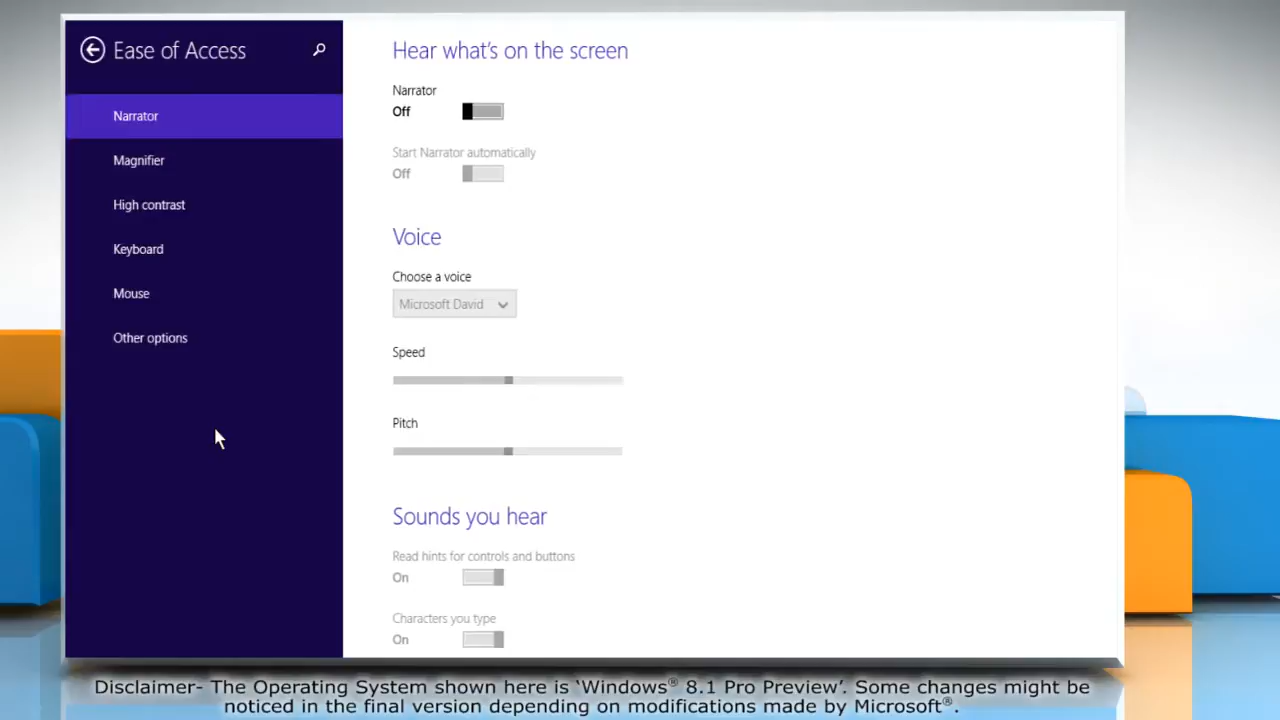 Ease of Access
Narrator
Magnifier
High contrast
Keyboard
Mouse
Other options
Hear what's on the screen
Narrator
Off
Start Narrator automatically
Off
Voice
Choose a voice
Microsoft David
Speed
Pitch
Sounds you hear
Read hints for controls and buttons
On
Characters you type
On
Disclaimer- The Operating System shown here is ‘Windows® 8.1 Pro Preview’. Some changes might be
noticed in the final version depending on modifications made by Microsoft®.